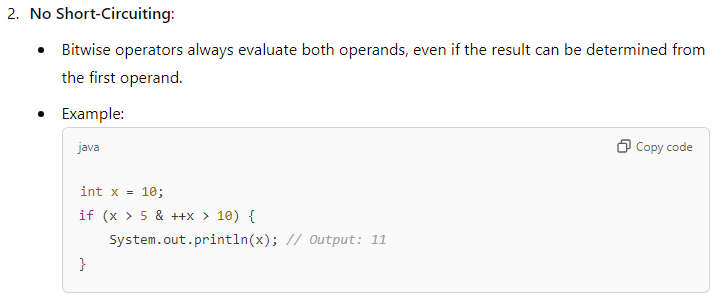 2. No Short-Circuiting:
• Bitwise operators always evaluate both operands, even if the result can be determined from
the first operand.
• Example:
java Copy code
int x = 10;
if (x > 5 & ++x > 10) {
    System.out.println(x); // Output: 11
}